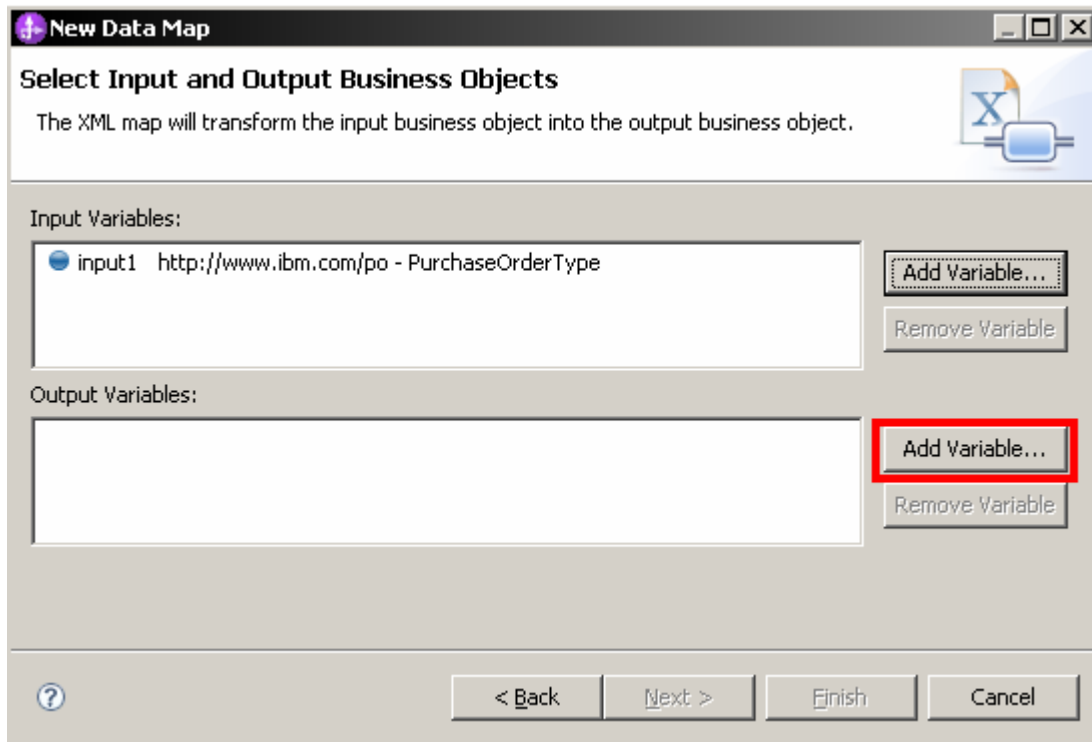 New Data Map
Select Input and Output Business Objects
The XML map will transform the input business object into the output business object.
X
Input Variables:
input1 http://www.ibm.com/po - PurchaseOrderType
Add Variable...
Remove Variable
Output Variables:
Add Variable...
Remove Variable
?
< Back
Next >
Finish
Cancel